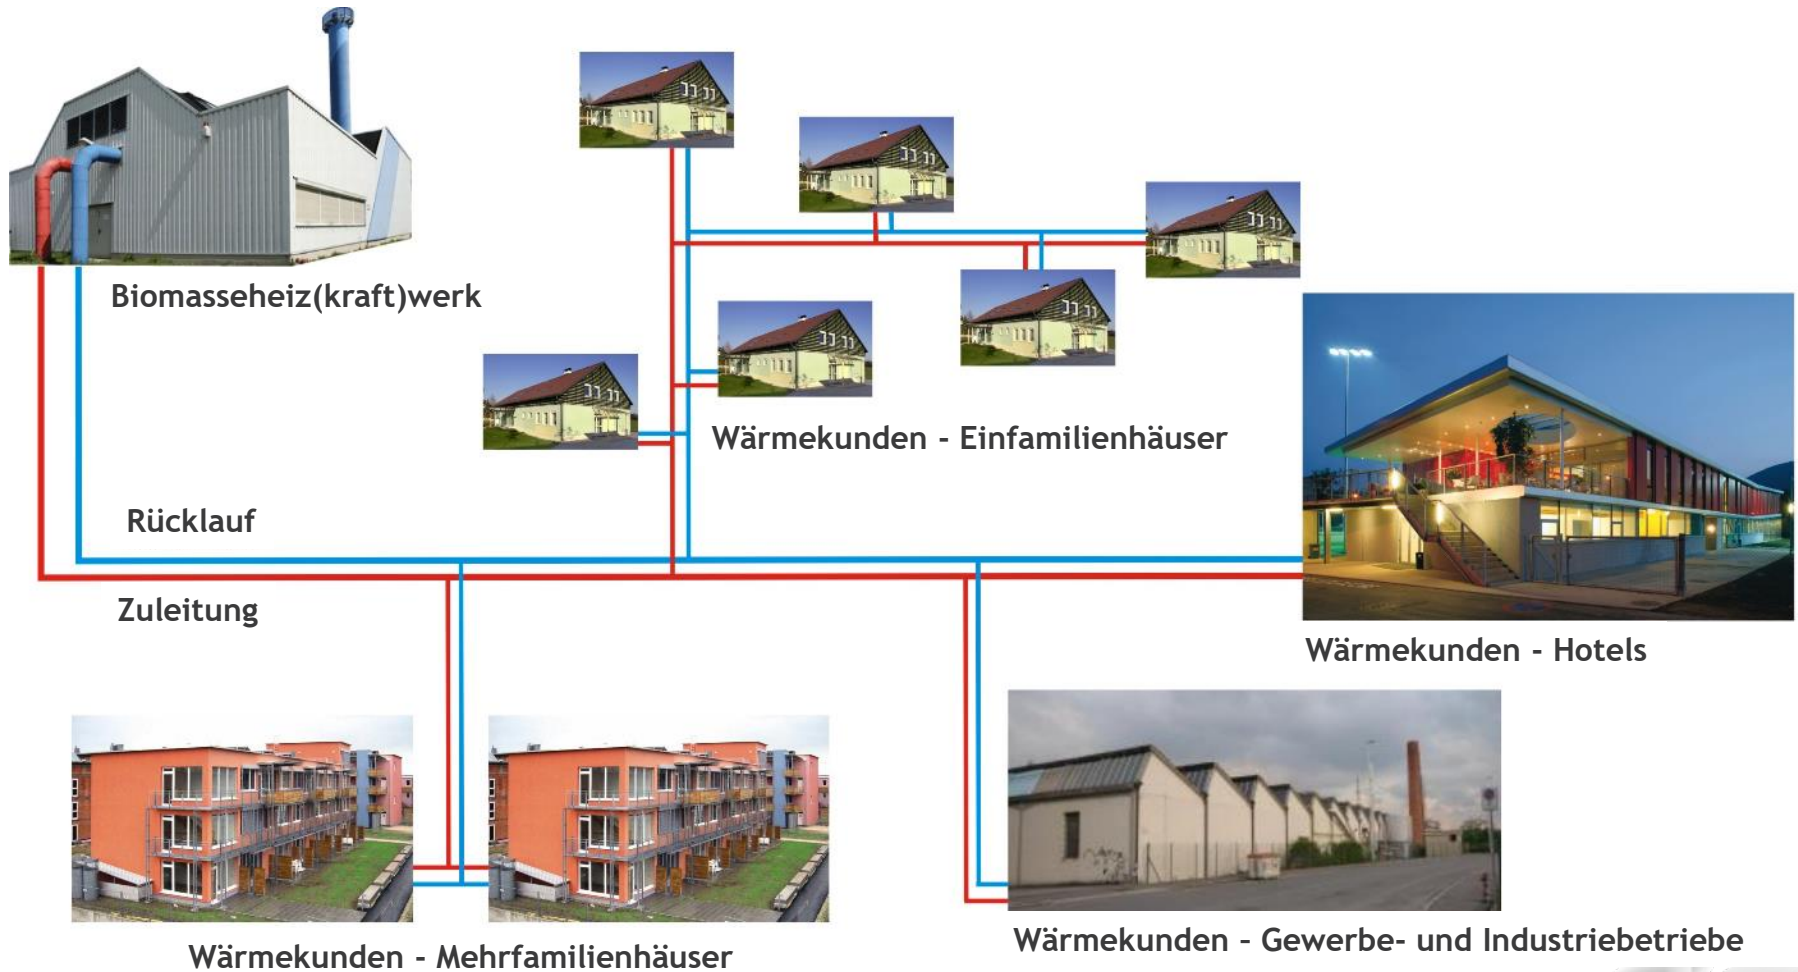 Biomasseheiz(kraft)werk
Wärmekunden - Einfamilienhäuser
Rücklauf
Zuleitung
Wärmekunden - Hotels
Wärmekunden - Mehrfamilienhäuser
Wärmekunden – Gewerbe- und Industriebetriebe